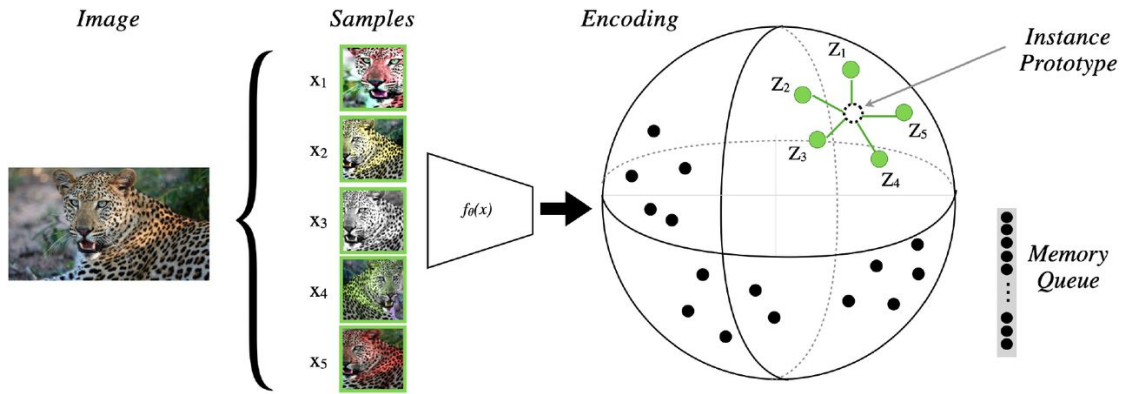 Image
Samples
Encoding
Instance
Prototype
x1
x2
x3
x4
x5
fθ(x)
Z1
Z2
Z3
Z4
Z5
Memory
Queue